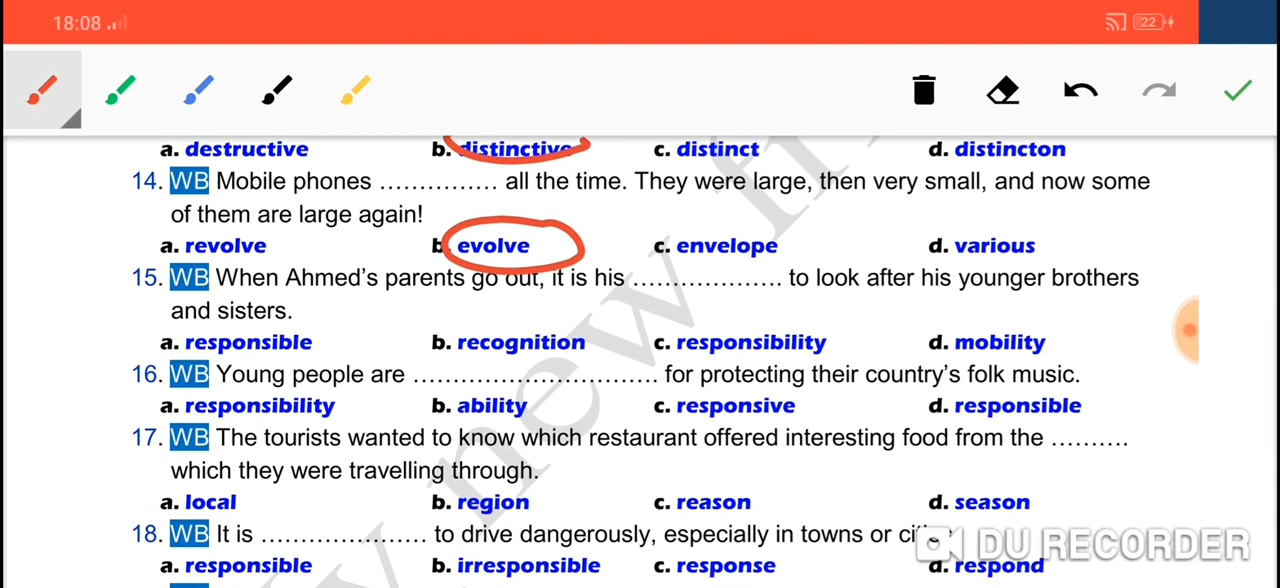 18:08
22
a. destructive b. distinctive c. distinct d. distincton
14. WB Mobile phones …………… all the time. They were large, then very small, and now some
of them are large again!
a. revolve b. evolve c. envelope d. various
15. WB When Ahmed's parents go out, it is his ……………… to look after his younger brothers
and sisters.
a. responsible b. recognition c. responsibility d. mobility
16. WB Young people are ……………………… for protecting their country's folk music.
a. responsibility b. ability c. responsive d. responsible
17. WB The tourists wanted to know which restaurant offered interesting food from the ……….
which they were travelling through.
a. local b. region c. reason d. season
18. WB It is ……………… to drive dangerously, especially in towns or
a. responsible b. irresponsible c. response d. respond
new
DU RECORDER